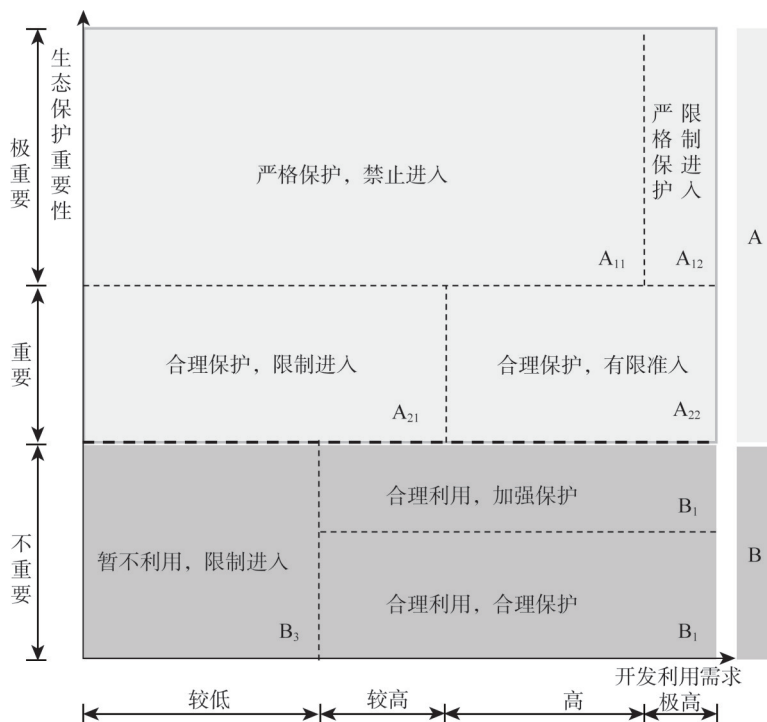 生态保护重要性
极重要
严格保护，禁止进入
A₁₁
严格保护
限制进入
A₁₂
A
重要
合理保护，限制进入
A₂₁
合理保护，有限准入
A₂₂
不重要
暂不利用，限制进入
B₃
合理利用，加强保护
B₁
合理利用，合理保护
B₁
B
开发利用需求
较低
较高
高
极高